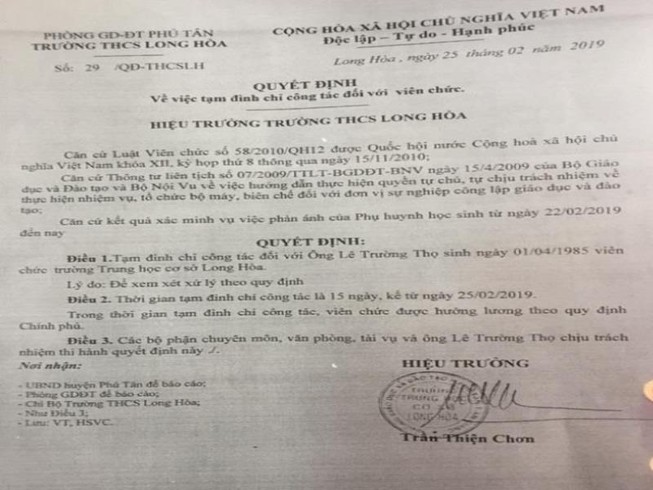 PHÒNG GD-ĐT PHÚ TÂN
TRƯỜNG THCS LONG HÒA
Số: 29 /QĐ-THCSLH
CỘNG HÒA XÃ HỘI CHỦ NGHĨA VIỆT NAM
Độc lập – Tự do - Hạnh phúc
Long Hòa, ngày 25 tháng 02 năm 2019
QUYẾT ĐỊNH
Về việc tạm đình chỉ công tác đối với viên chức.
HIỆU TRƯỞNG TRƯỜNG THCS LONG HÒA
Căn cứ Luật Viên chức số 58/2010/QH12 được Quốc hội nước Cộng hoà xã hội chủ
nghĩa Việt Nam khóa XII, kỳ họp thứ 8 thông qua ngày 15/11/2010;
Căn cứ Thông tư liên tịch số 07/2009/TTLT-BGDĐT-BNV ngày 15/4/2009 của Bộ Giáo
dục và Đào tạo và Bộ Nội Vụ về việc hướng dẫn thực hiện quyền tự chủ, tự chịu trách nhiệm về
thực hiện nhiệm vụ, tổ chức bộ máy, biên chế đối với đơn vị sự nghiệp công lập giáo dục và đào
tạo;
Căn cứ kết quả xác minh vụ việc phản ánh của Phụ huynh học sinh từ ngày 22/02/2019
đến nay
QUYẾT ĐỊNH:
Điều 1.Tạm đình chỉ công tác đối với Ông Lê Trường Thọ sinh ngày 01/04/1985 viên
chức trường Trung học cơ sở Long Hòa.
Lý do: Để xem xét xử lý theo quy định
Điều 2. Thời gian tạm đình chỉ công tác là 15 ngày, kể từ ngày 25/02/2019.
Trong thời gian tạm đình chỉ công tác, viên chức được hưởng lương theo quy định
Chính phủ.
Điều 3. Các bộ phận chuyên môn, văn phòng, tài vụ và ông Lê Trường Thọ chịu trách
nhiệm thi hành quyết định này ./.
Nơi nhận:
- UBND huyện Phú Tân để báo cáo;
- Phòng GDĐT để báo cáo;
- Chi Bộ Trường THCS Long Hòa;
- Như Điều 3;
- Lưu: VT, HSVC.
HIỆU TRƯỞNG
TRƯỜNG
TRUNG HỌC
CƠ SỞ
LONG HÒA
Trần Thiện Chơn